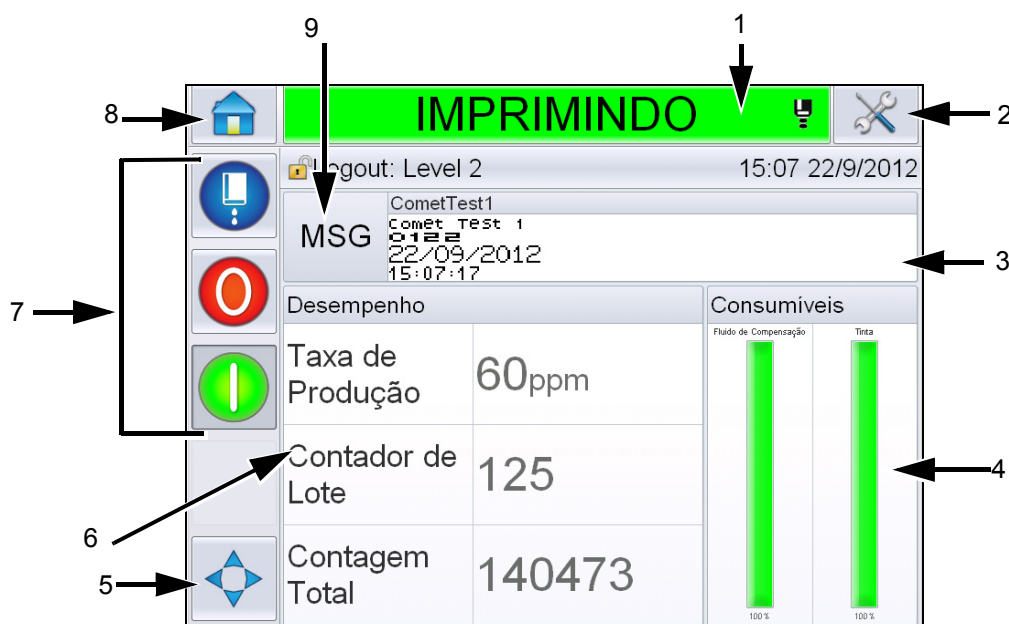 9
1
8
IMPRIMINDO
2
Logout: Level 2
15:07 22/9/2012
MSG
CometTest1
Comet Test 1
0122
22/09/2012
15:07:17
3
7
Desempenho
Consumíveis
Taxa de
Produção
60ppm
Fluido de Compensação
Tinta
Contador de
Lote
125
4
6
Contagem
Total
140473
5
100 %
100 %